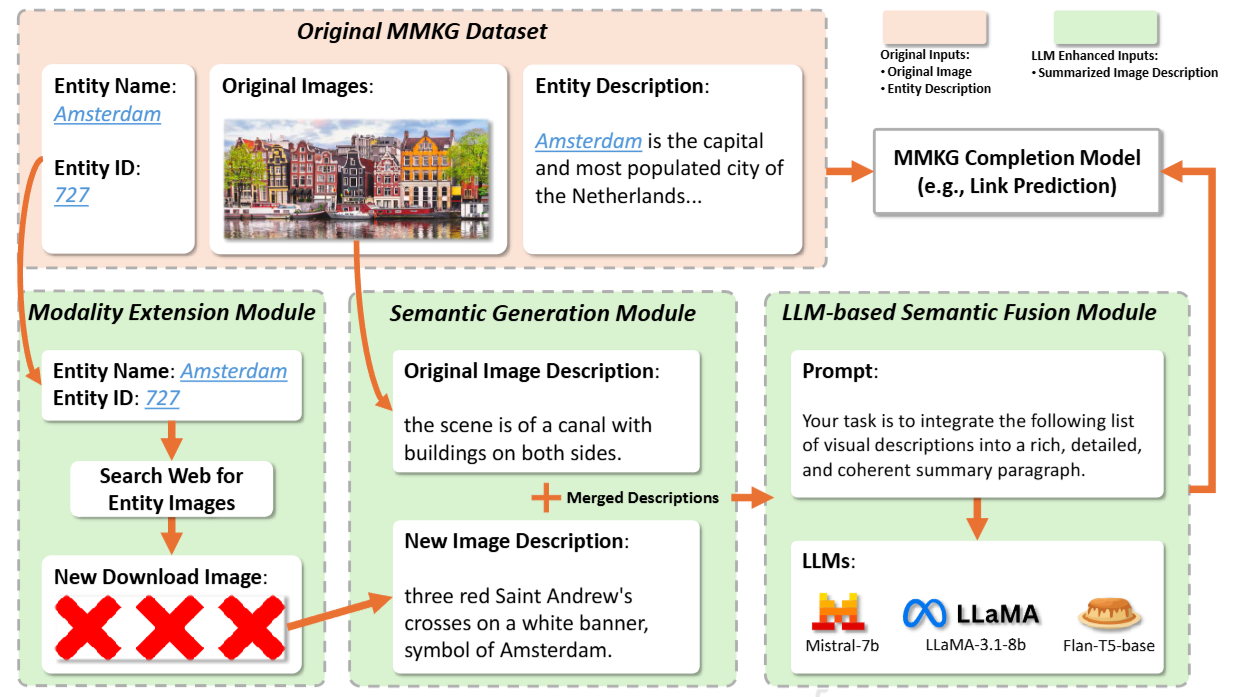 Original MMKG Dataset
Entity Name:
Amsterdam
Entity ID:
727
Original Images:
Entity Description:
Amsterdam is the capital
and most populated city of
the Netherlands...
Original Inputs:
• Original Image
• Entity Description
LLM Enhanced Inputs:
• Summarized Image Description
MMKG Completion Model
(e.g., Link Prediction)
Modality Extension Module
Entity Name: Amsterdam
Entity ID: 727
Search Web for
Entity Images
New Download Image:
Semantic Generation Module
Original Image Description:
the scene is of a canal with
buildings on both sides.
Merged Descriptions
New Image Description:
three red Saint Andrew's
crosses on a white banner,
symbol of Amsterdam.
LLM-based Semantic Fusion Module
Prompt:
Your task is to integrate the following list
of visual descriptions into a rich, detailed,
and coherent summary paragraph.
LLMs:
LLaMA
Mistral-7b
LLaMA-3.1-8b
Flan-T5-base